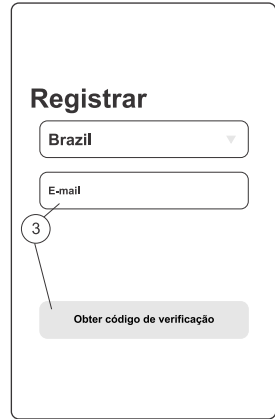 Registrar
Brazil
E-mail
3
Obter código de verificação